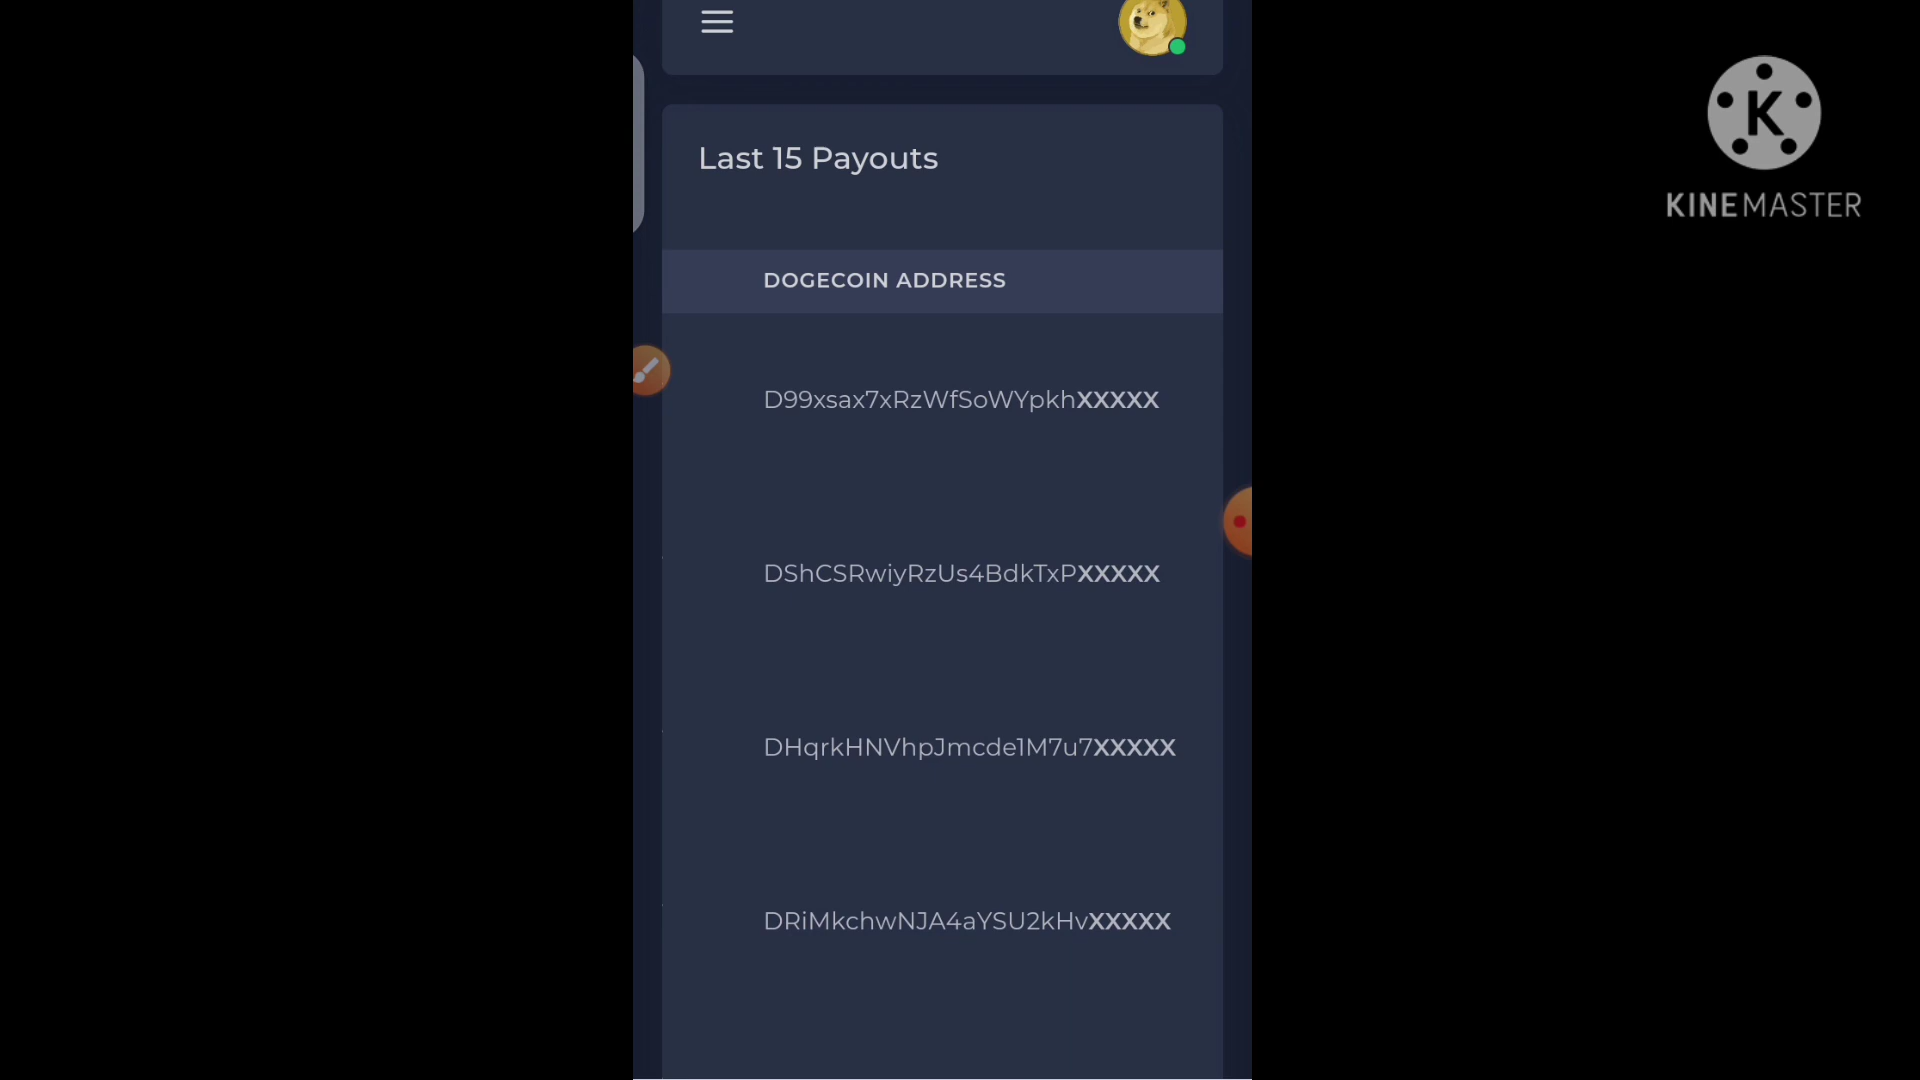 Last 15 Payouts
DOGECOIN ADDRESS
D99xsax7xRzWfSoWYpkhXXXXX
DShCSRwiyRzUs4BdkTxPXXXXX
DHqrkHNVhpJmcde1M7u7XXXXX
DRiMkchwNJA4aYSU2kHvXXXXX
K
KINEMASTER